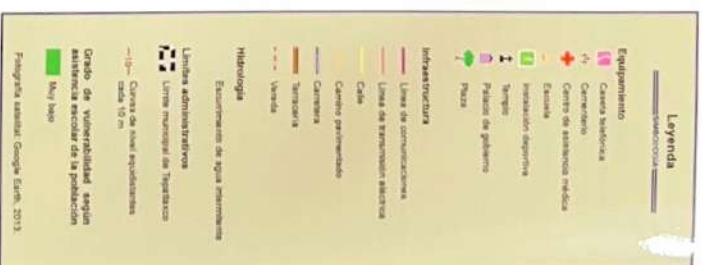 Leyenda
SIMBOLOGÍA
Equipamiento
Caseta telefónica
Cementerio
Centro de asistencia médica
Escuela
Instalación deportiva
Templo
Palacio de gobierno
Plaza
Infraestructura
Línea de comunicaciones
Línea de transmisión eléctrica
Calle
Camino pavimentado
Carretera
Terracería
Vereda
Hidrología
Escurrimiento de agua intermitente
Límites administrativos
Límite municipal de Tepatlaxco
—10— Curvas de nivel equidistantes
cada 10 m
Grado de vulnerabilidad según
asistencia escolar de la población
Muy bajo
Fotografía satelital: Google Earth, 2013.